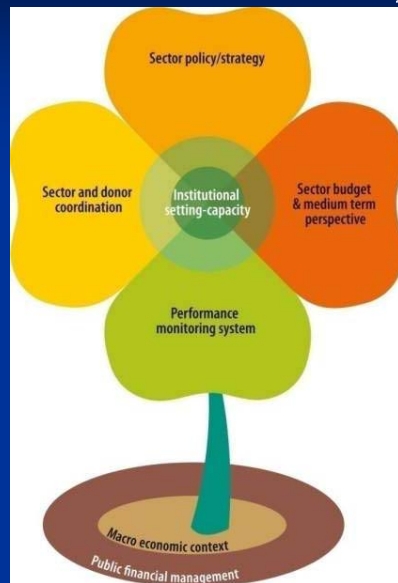 Sector policy/strategy
Sector and donor
coordination
Institutional
setting-capacity
Sector budget
& medium term
perspective
Performance
monitoring system
Macro economic context
Public financial management